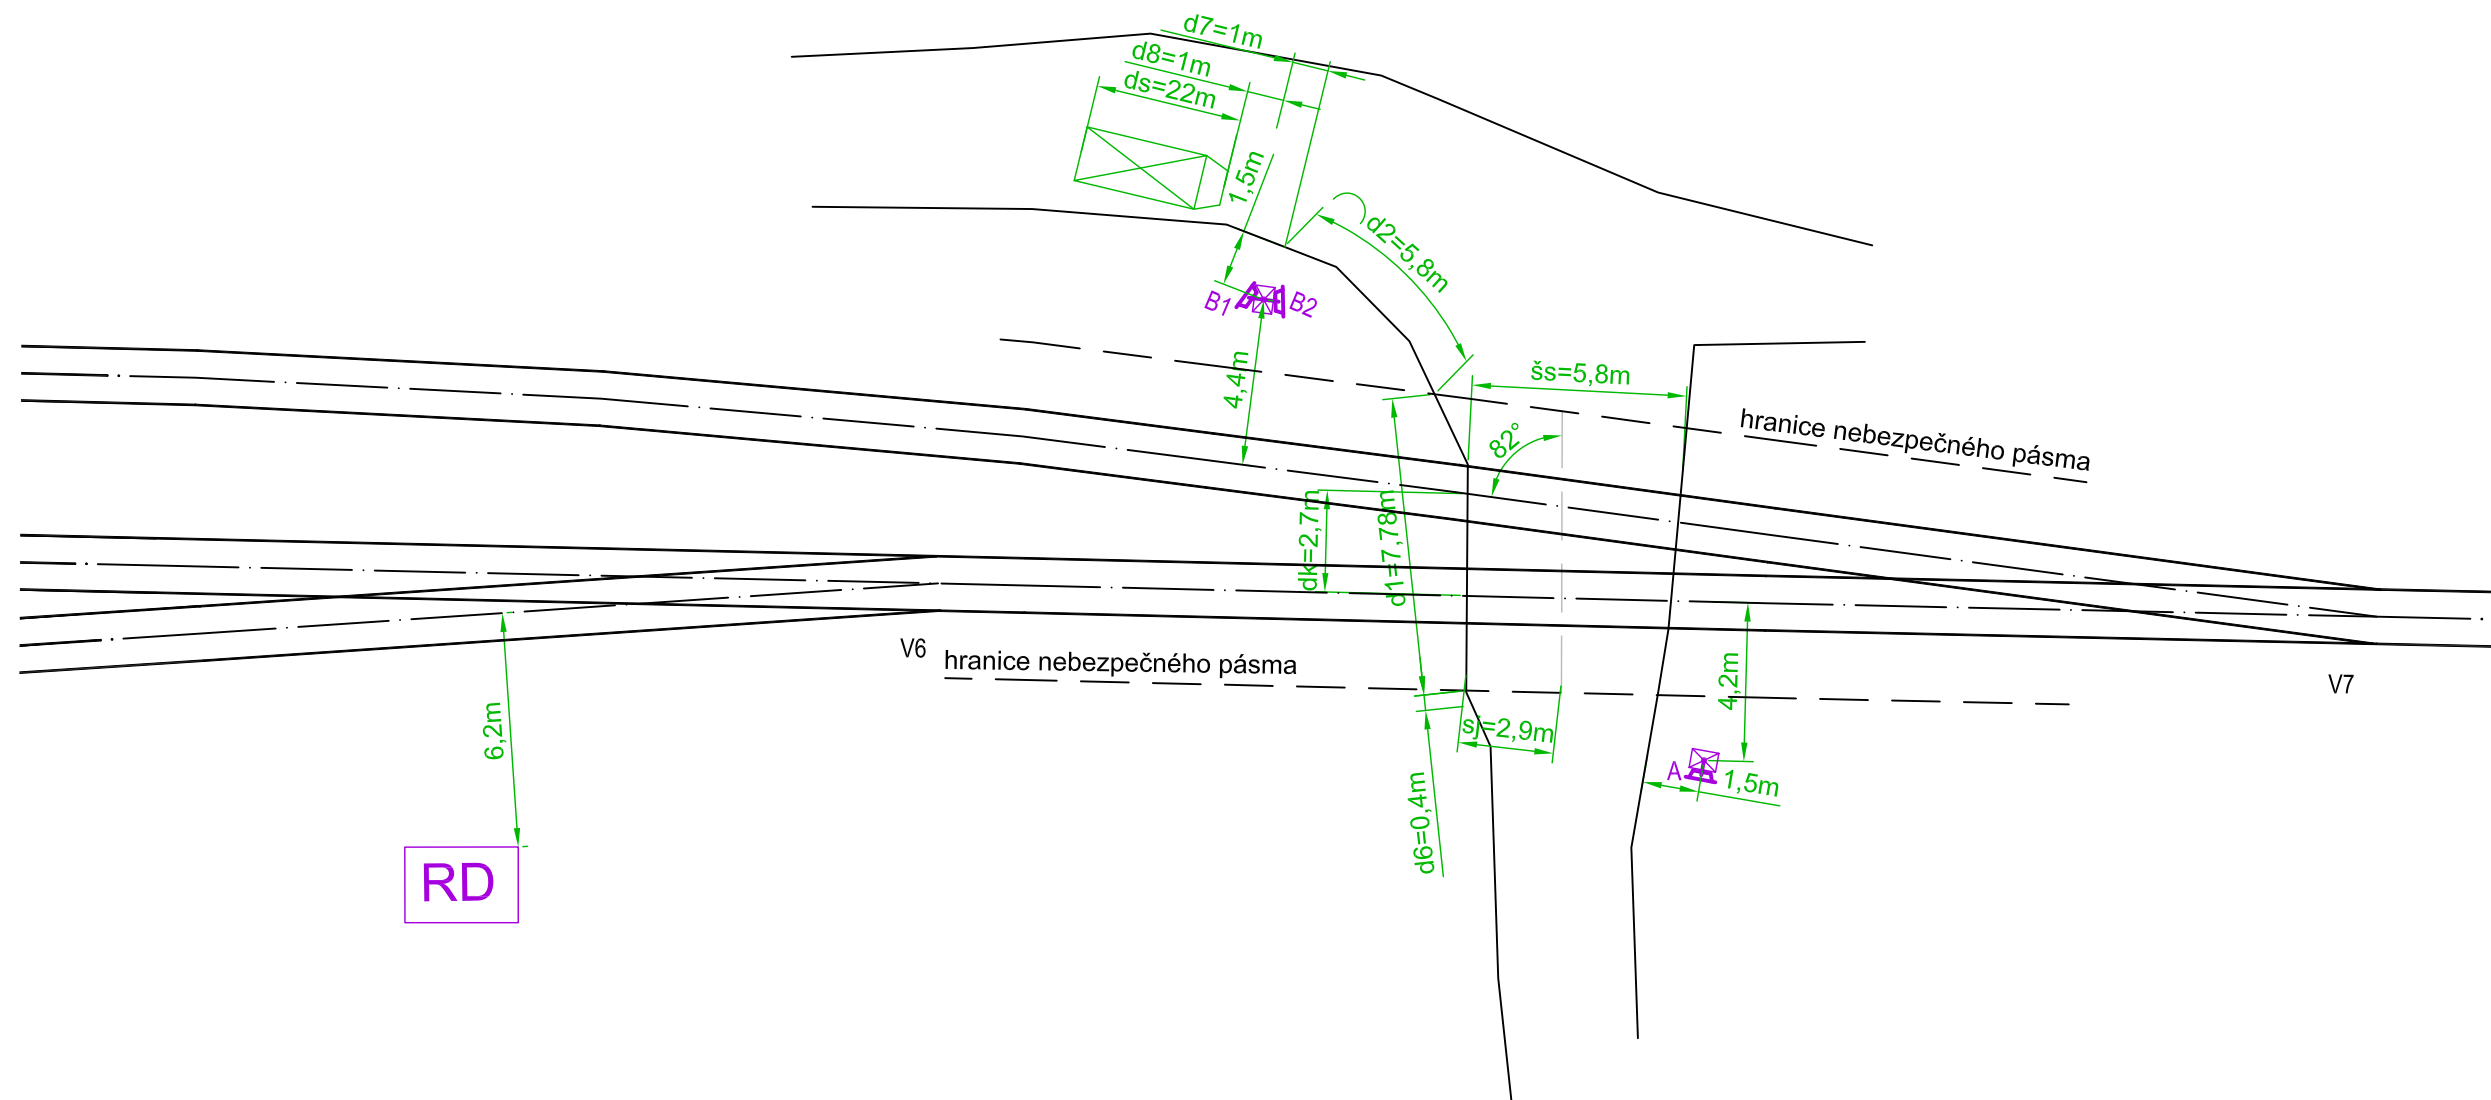 d7=1m
d8=1m
ds=22m
1,5m
d2=5,8m
B1
B2
4,4m
šs=5,8m
hranice nebezpečného pásma
82°
dk=2,7m
d1=7,78m
V6
hranice nebezpečného pásma
4,2m
V7
6,2m
sj=2,9m
A
1,5m
d6=0,4m
RD